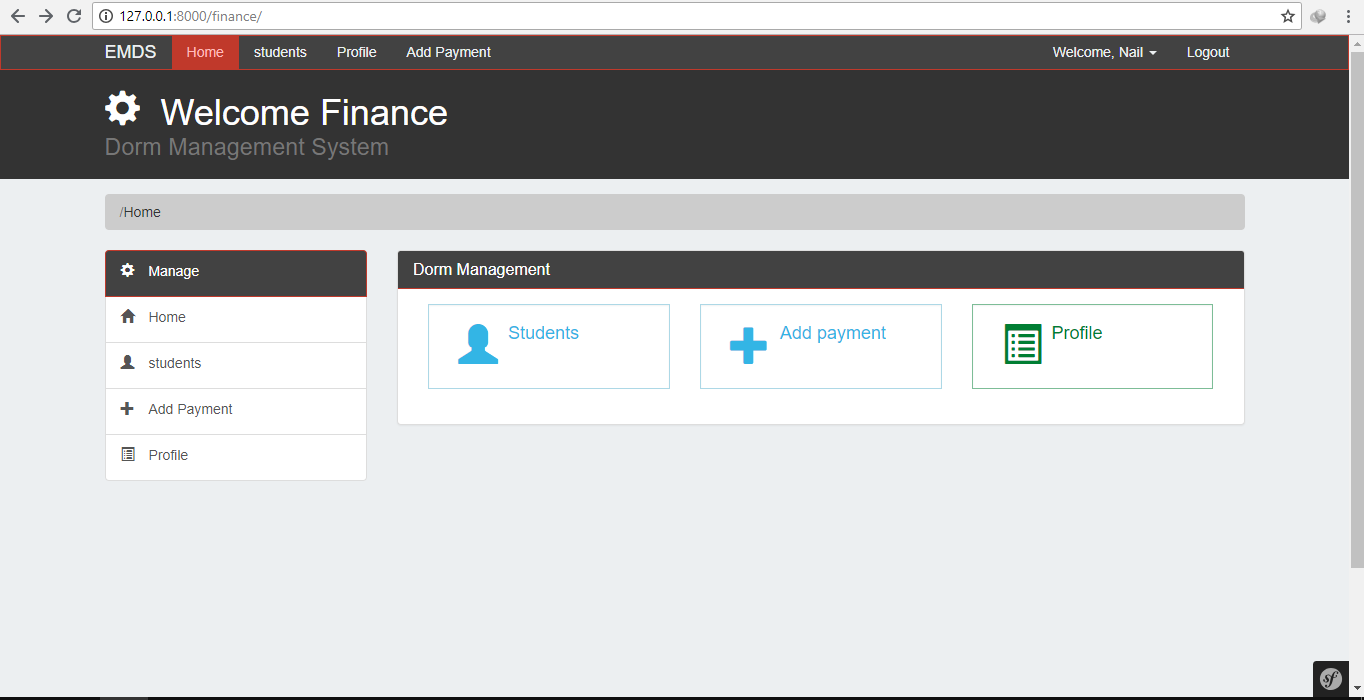 127.0.0.1:8000/finance/
EMDS Home students Profile Add Payment Welcome, Nail Logout
Welcome Finance
Dorm Management System
/Home
Manage
Home
students
Add Payment
Profile
Dorm Management
Students Add payment Profile
sf